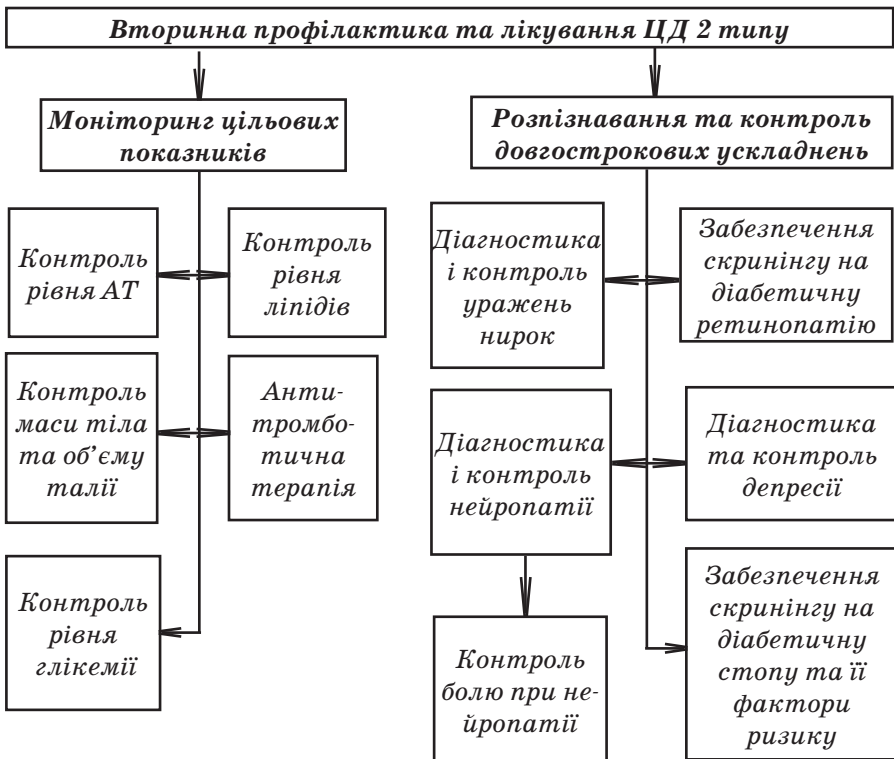 Вторинна профілактика та лікування ЦД 2 типу
Моніторинг цільових
показників
Контроль
рівня АТ
Контроль
рівня
ліпідів
Контроль
маси тіла
та об’єму
талії
Анти-
тромбо-
тична
терапія
Контроль
рівня
глікемії
Розпізнавання та контроль
довгострокових ускладнень
Діагностика
і контроль
уражень
нирок
Забезпечення
скринінгу на
діабетичну
ретинопатію
Діагностика
і контроль
нейропатії
Діагностика
та контроль
депресії
Контроль
болю при не-
йропатії
Забезпечення
скринінгу на
діабетичну
стопу та її
фактори
ризику